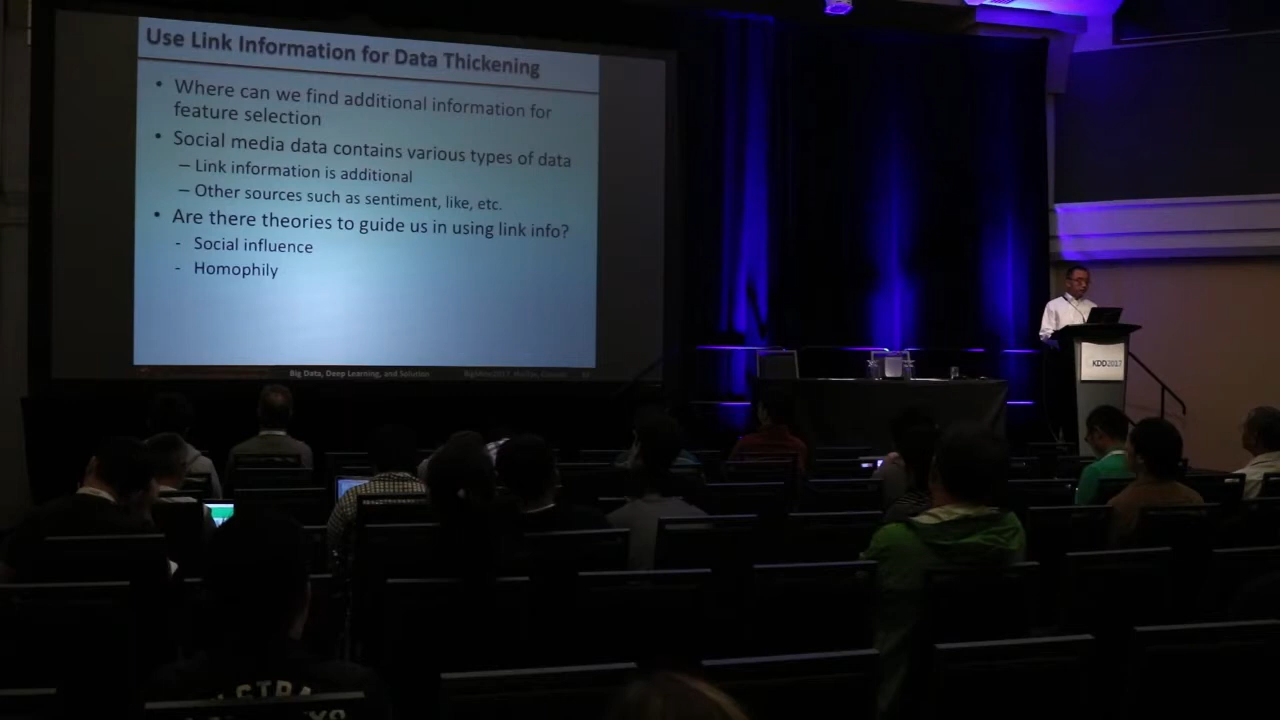 Use Link Information for Data Thickening
• Where can we find additional information for
feature selection
• Social media data contains various types of data
– Link information is additional
– Other sources such as sentiment, like, etc.
• Are there theories to guide us in using link info?
- Social influence
- Homophily
Big Data, Deep Learning, and Solution
KDD2017